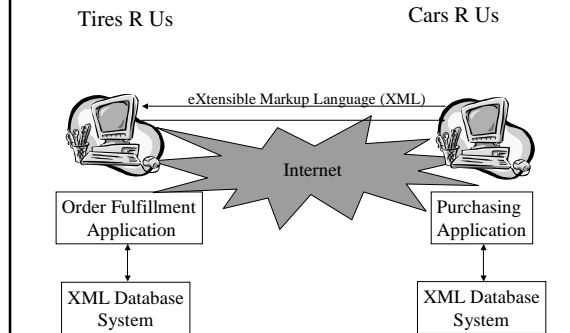 Tires R Us
Cars R Us
eXtensible Markup Language (XML)
Internet
Order Fulfillment
Application
Purchasing
Application
XML Database
System
XML Database
System